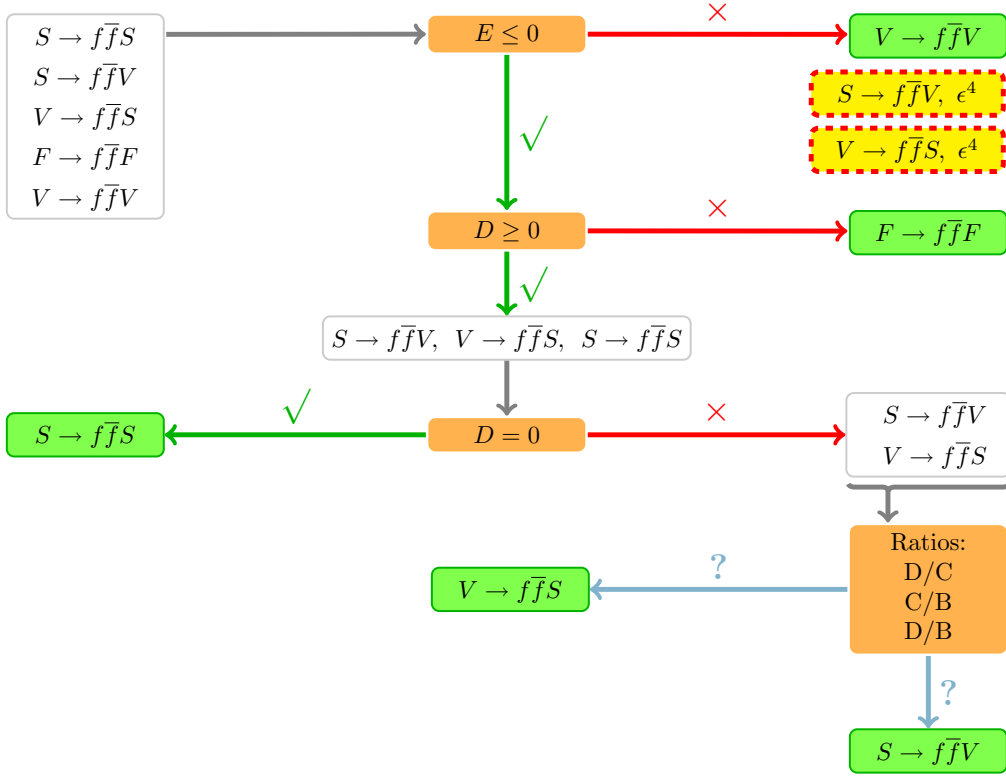 S → f f̅ S
S → f f̅ V
V → f f̅ S
F → f f̅ F
V → f f̅ V
E ≤ 0
×
V → f f̅ V
S → f f̅ V, ϵ⁴
V → f f̅ S, ϵ⁴
√
D ≥ 0
×
F → f f̅ F
√
S → f f̅ V, V → f f̅ S, S → f f̅ S
S → f f̅ S
√
D = 0
×
S → f f̅ V
V → f f̅ S
Ratios:
D/C
C/B
D/B
?
V → f f̅ S
?
S → f f̅ V